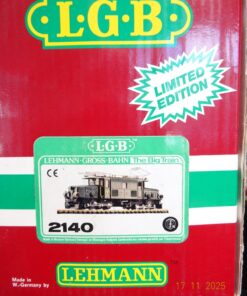 L·G·B
LIMITED
EDITION
L·G·B
LEHMANN-GROSS-BAHN The Big Train
CE
2140
Made in
W.-Germany by
LEHMANN
17 11 2025